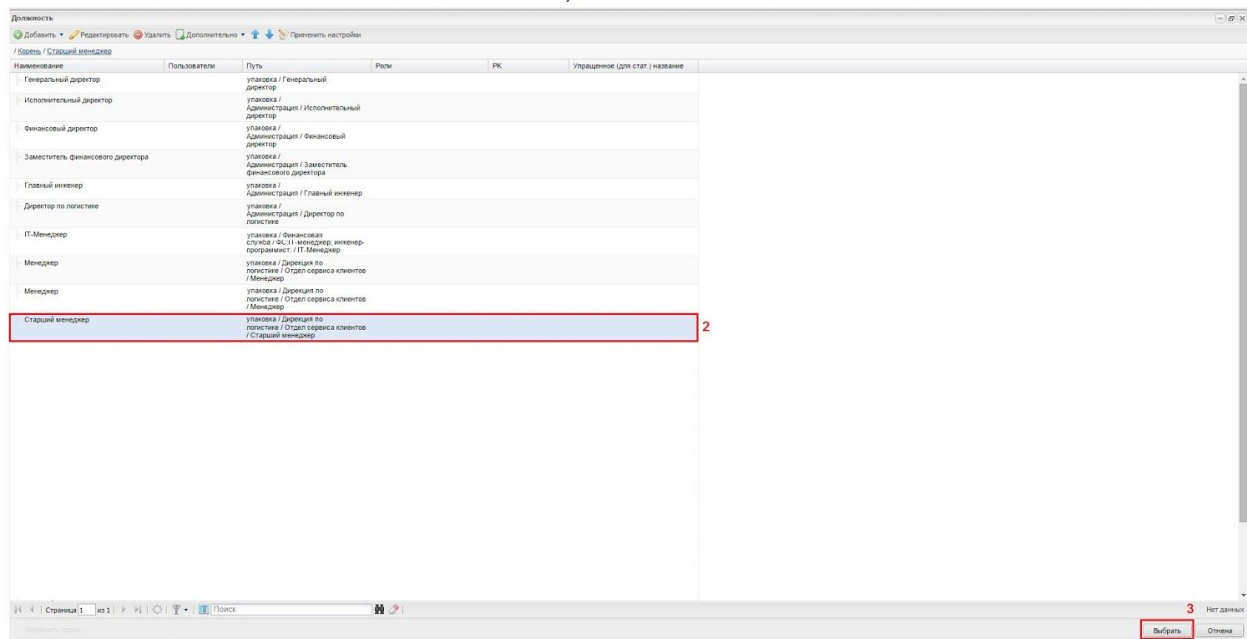 Должность
Добавить Редактировать Удалить Дополнительно Применить настройки
/ Корень / Старший менеджер
Наименование Пользователи Путь Роли РК Упращенное (для стат.) название
Генеральный директор упаковка / Генеральный
директор
Исполнительный директор упаковка /
Администрация / Исполнительный
директор
Финансовый директор упаковка /
Администрация / Финансовый
директор
Заместитель финансового директора упаковка /
Администрация / Заместитель
финансового директора
Главный инженер упаковка /
Администрация / Главный инженер
Директор по логистике упаковка /
Администрация / Директор по
логистике
IT-Менеджер упаковка / Финансовая
служба / ФС:IT-менеджер; инженер-
программист. / IT-Менеджер
Менеджер упаковка / Дирекция по
логистике / Отдел сервиса клиентов
/ Менеджер
Менеджер упаковка / Дирекция по
логистике / Отдел сервиса клиентов
/ Менеджер
Старший менеджер упаковка / Дирекция по
логистике / Отдел сервиса клиентов
/ Старший менеджер
2
Страница 1 из 1 Поиск 3 Нет данных
Выбрать Отмена